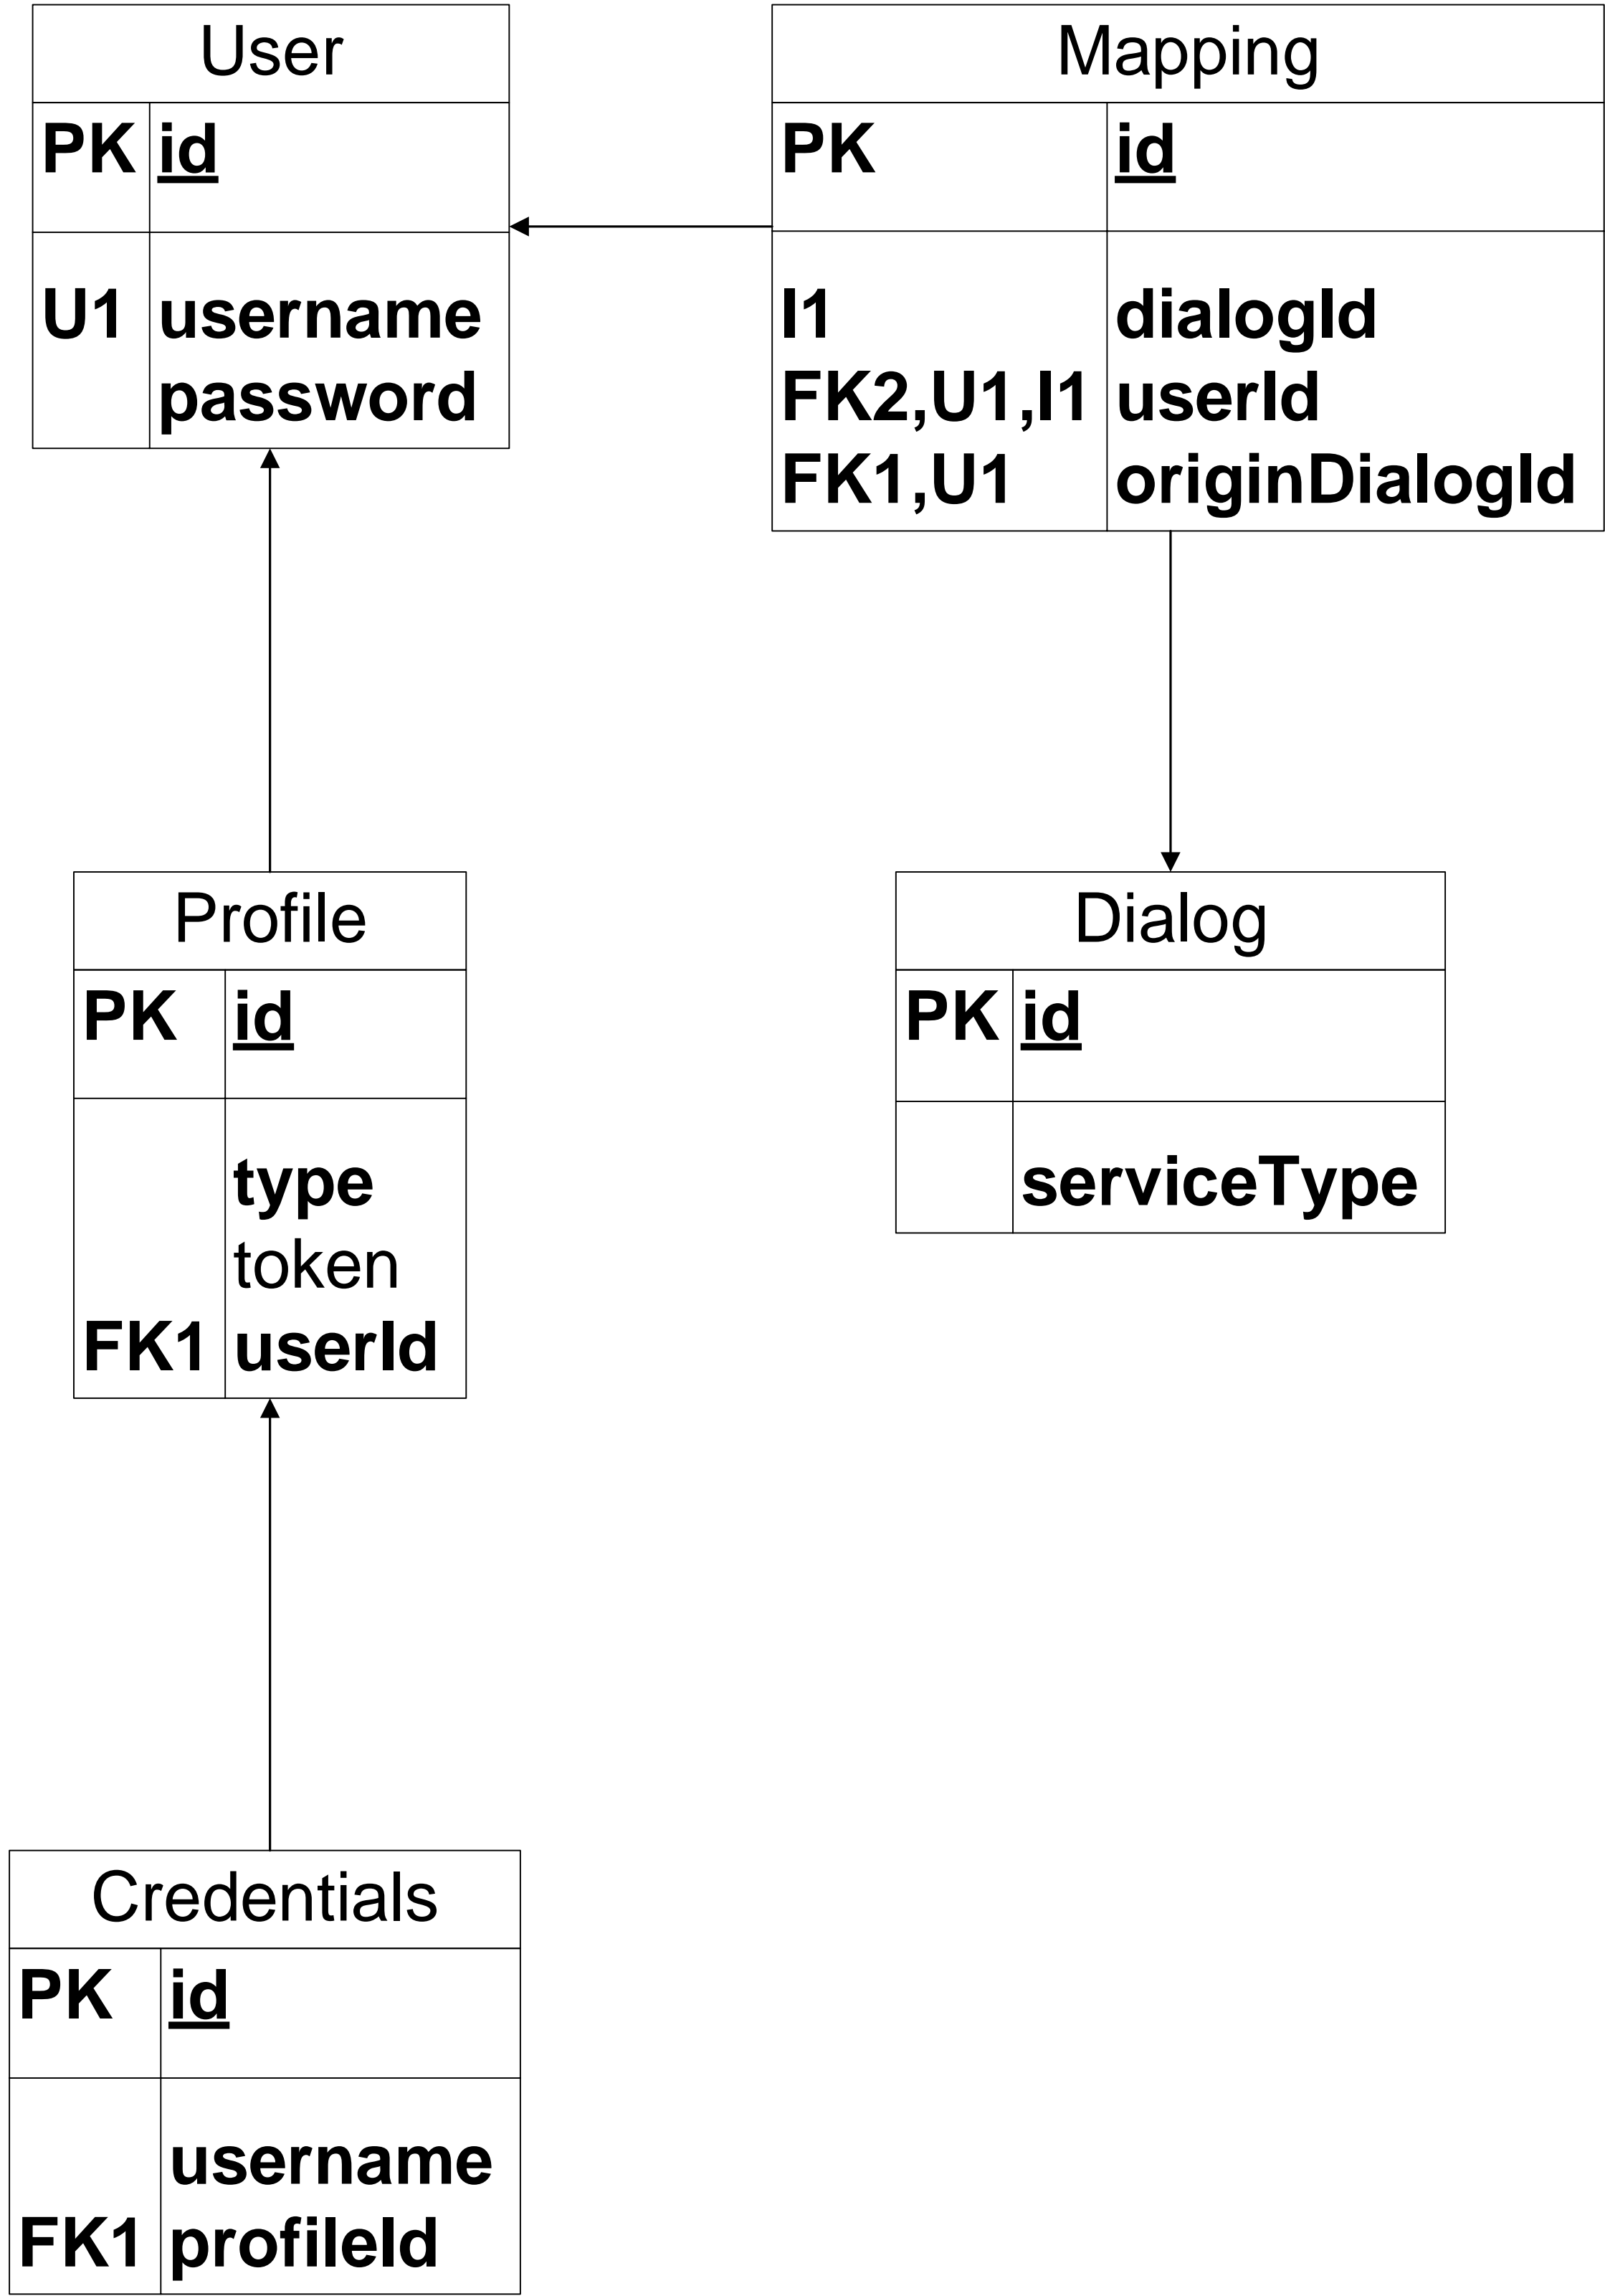 User
PK id
U1 username
password
Mapping
PK id
I1 dialogId
FK2,U1,I1 userId
FK1,U1 originDialogId
Profile
PK id
type
token
FK1 userId
Dialog
PK id
serviceType
Credentials
PK id
username
FK1 profileId